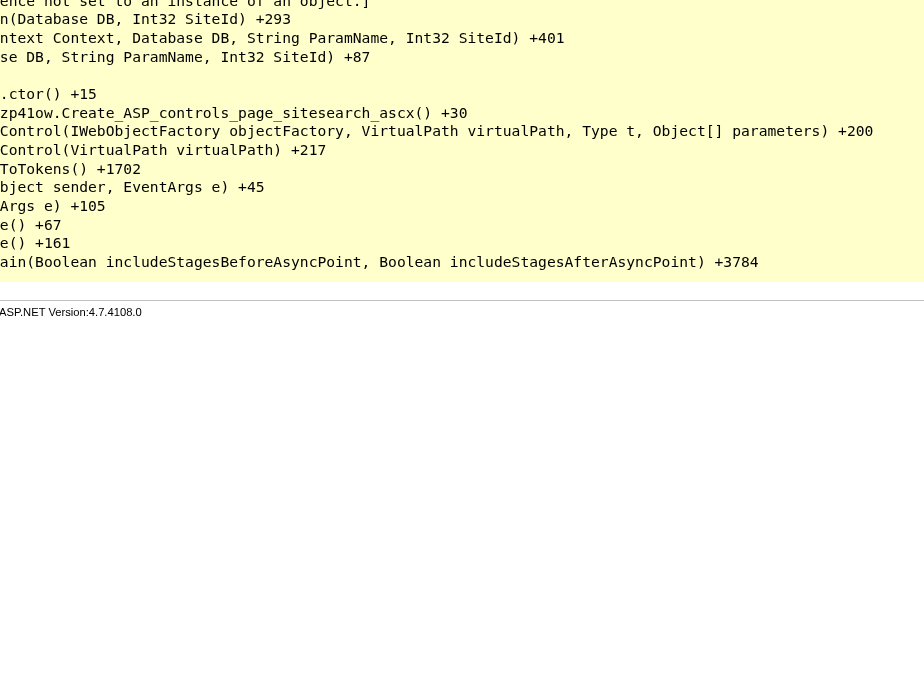 ence not set to an instance of an object.]
n(Database DB, Int32 SiteId) +293
ntext Context, Database DB, String ParamName, Int32 SiteId) +401
se DB, String ParamName, Int32 SiteId) +87
.ctor() +15
zp41ow.Create_ASP_controls_page_sitesearch_ascx() +30
Control(IWebObjectFactory objectFactory, VirtualPath virtualPath, Type t, Object[] parameters) +200
Control(VirtualPath virtualPath) +217
ToTokens() +1702
bject sender, EventArgs e) +45
Args e) +105
e() +67
e() +161
ain(Boolean includeStagesBeforeAsyncPoint, Boolean includeStagesAfterAsyncPoint) +3784
ASP.NET Version:4.7.4108.0